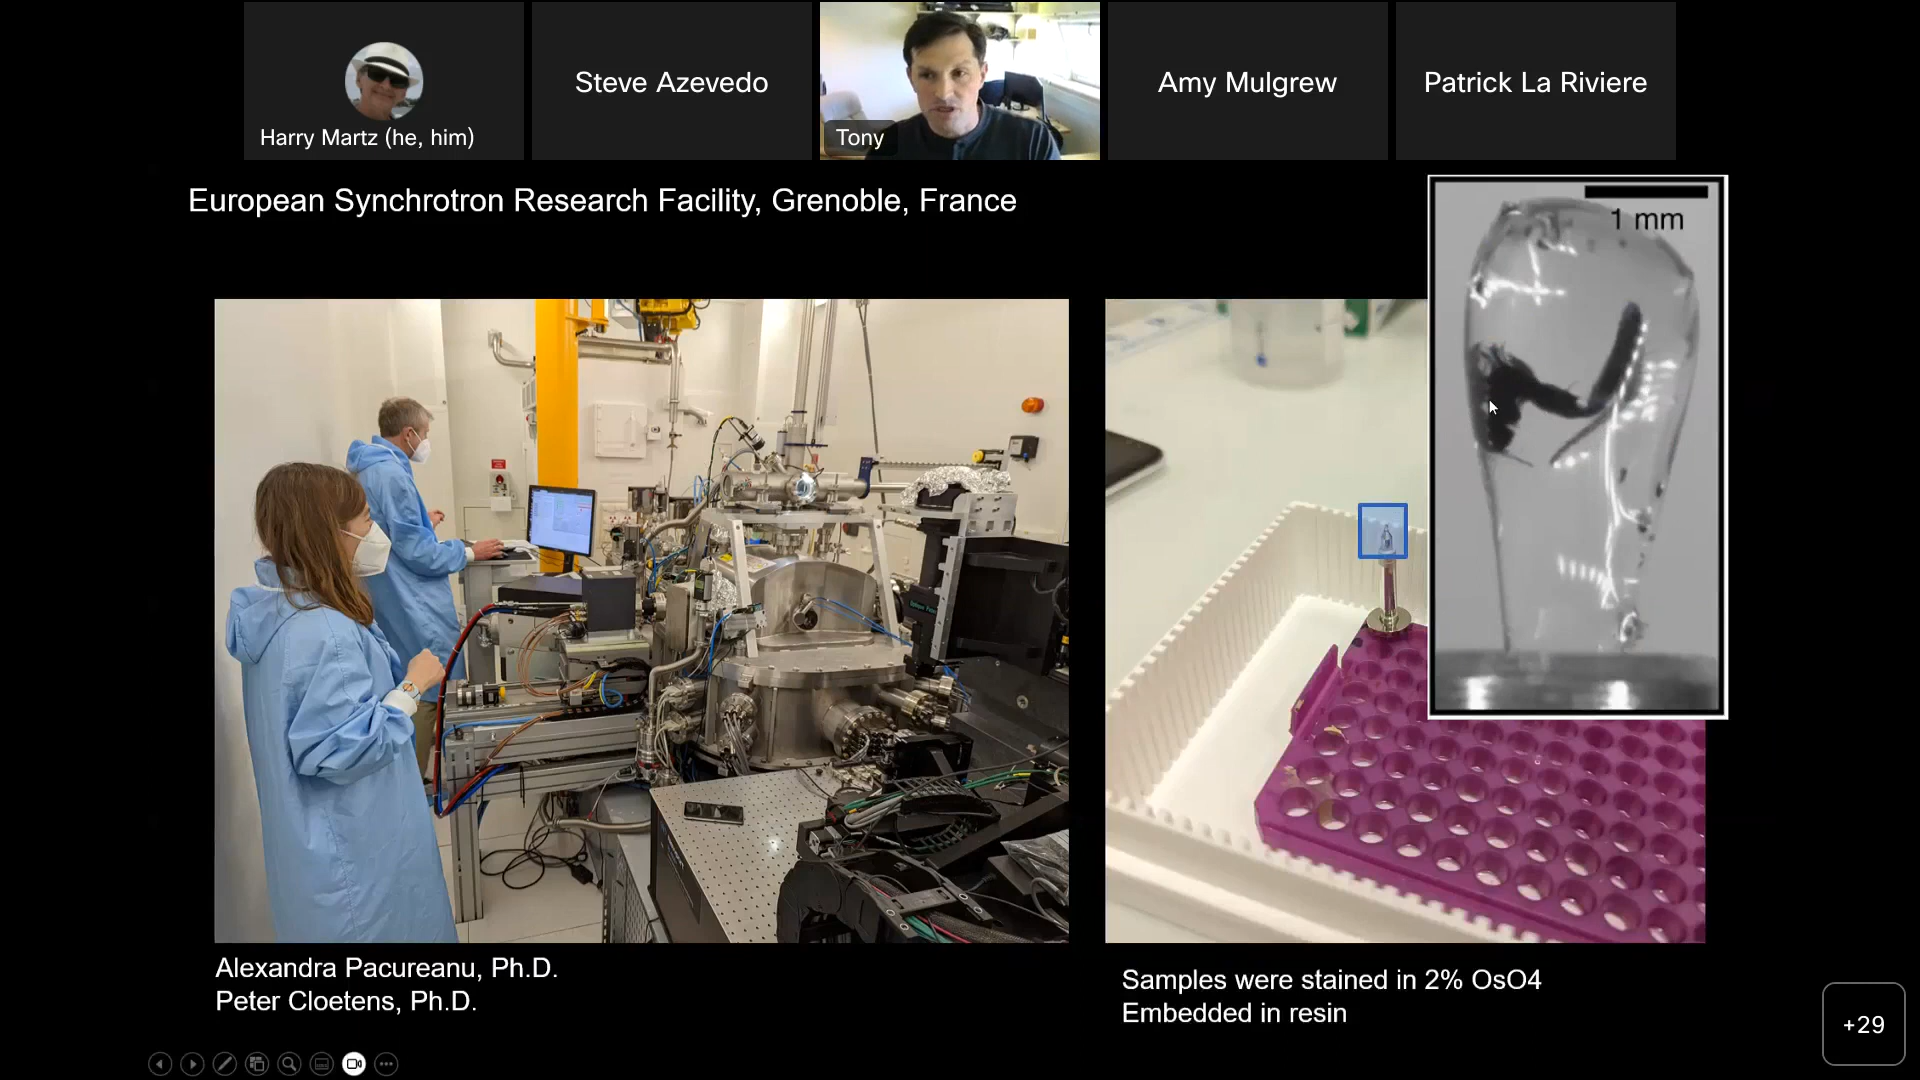 Harry Martz (he, him)
Steve Azevedo
Tony
Amy Mulgrew
Patrick La Riviere
European Synchrotron Research Facility, Grenoble, France
1 mm
Alexandra Pacureanu, Ph.D.
Peter Cloetens, Ph.D.
Samples were stained in 2% OsO4
Embedded in resin
+29